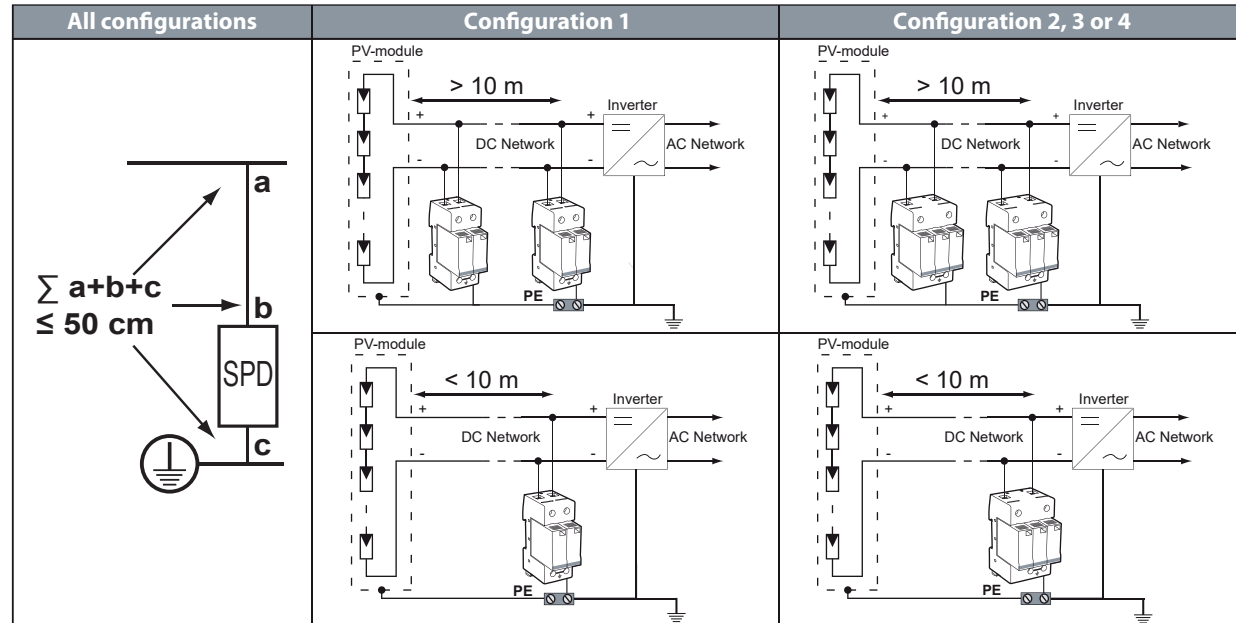 All configurations
Configuration 1
Configuration 2, 3 or 4
a
∑ a+b+c
≤ 50 cm
b
SPD
c
PV-module
> 10 m
Inverter
+
+
DC Network
AC Network
-
-
PE
PV-module
> 10 m
Inverter
+
+
DC Network
AC Network
-
-
PE
PV-module
< 10 m
Inverter
+
+
DC Network
AC Network
-
-
PE
PV-module
< 10 m
Inverter
+
+
DC Network
AC Network
-
-
PE